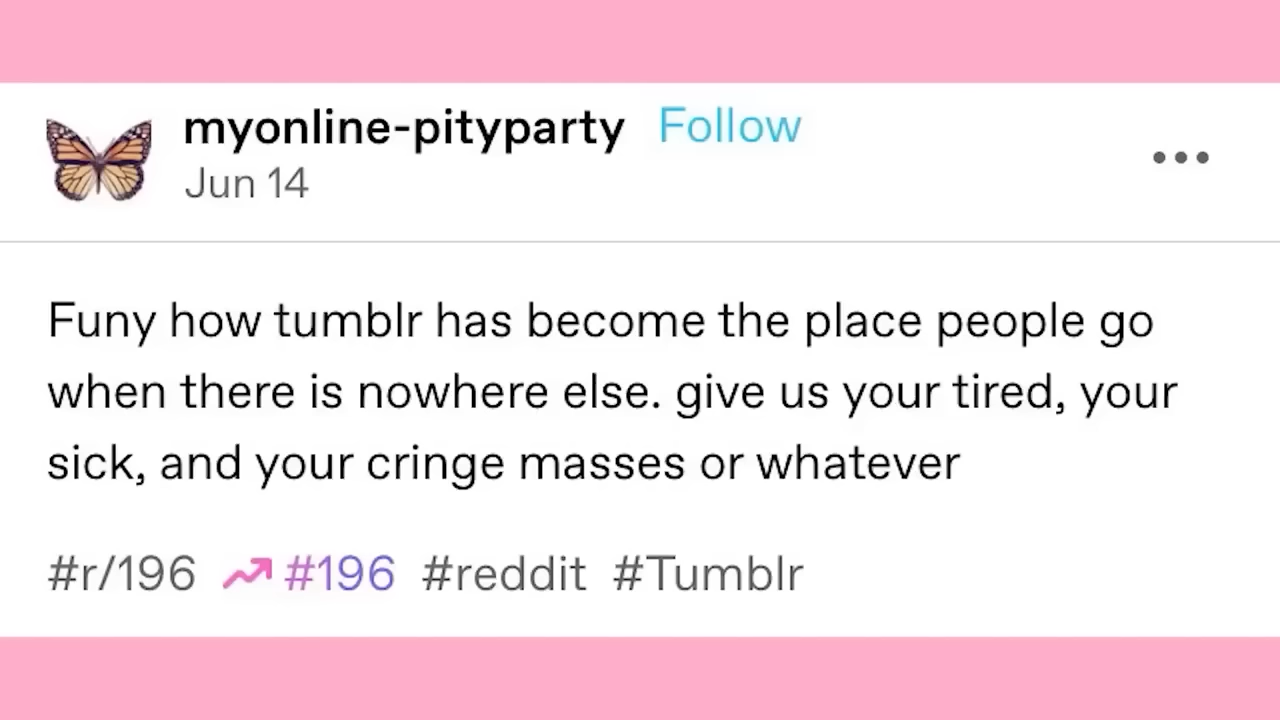 myonline-pityparty Follow
Jun 14
Funy how tumblr has become the place people go
when there is nowhere else. give us your tired, your
sick, and your cringe masses or whatever
#r/196 #196 #reddit #Tumblr